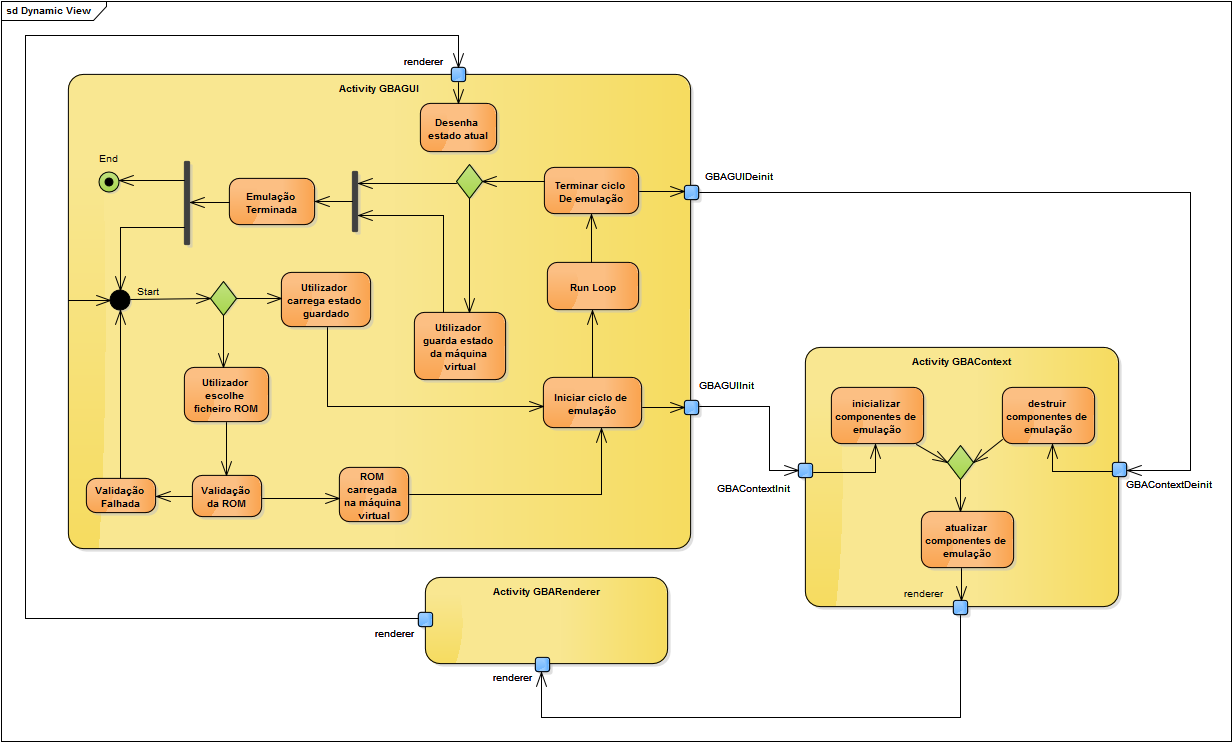 sd Dynamic View
renderer
Activity GBAGUI
Desenha
estado atual
End
Emulação
Terminada
Terminar ciclo
De emulação
GBAGUIDeinit
Start
Utilizador
carrega estado
guardado
Run Loop
Utilizador
guarda estado
da máquina
virtual
Utilizador
escolhe
ficheiro ROM
Iniciar ciclo de
emulação
GBAGUIInit
Validação
Falhada
Validação
da ROM
ROM
carregada
na máquina
virtual
Activity GBAContext
inicializar
componentes de
emulação
destruir
componentes de
emulação
GBAContextInit
GBAContextDeinit
atualizar
componentes de
emulação
renderer
Activity GBARenderer
renderer
renderer